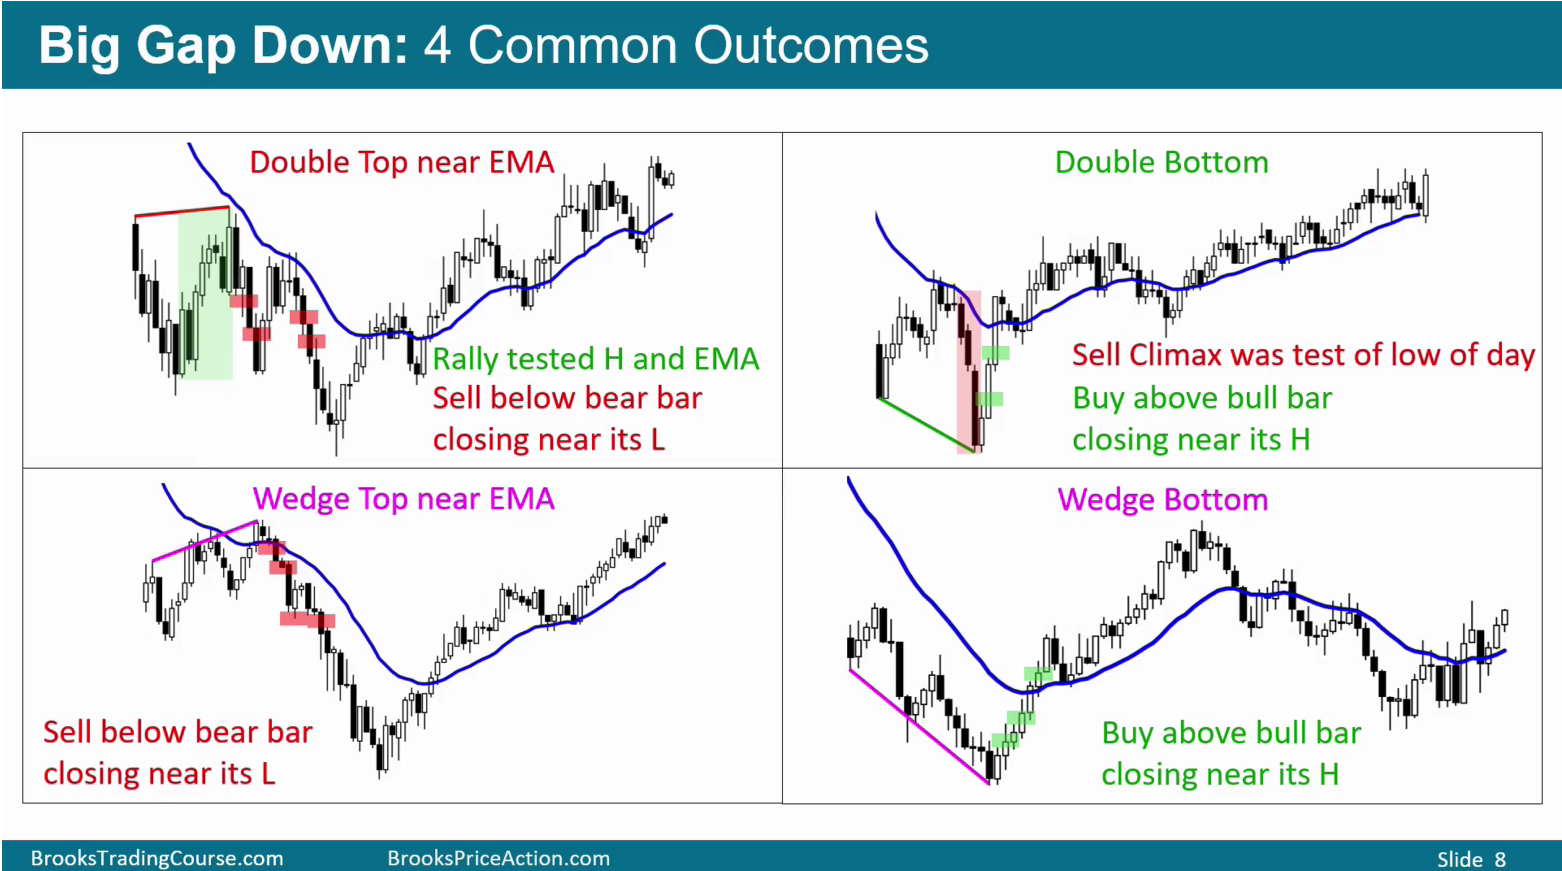 Big Gap Down: 4 Common Outcomes
Double Top near EMA
Rally tested H and EMA
Sell below bear bar
closing near its L
Double Bottom
Sell Climax was test of low of day
Buy above bull bar
closing near its H
Wedge Top near EMA
Sell below bear bar
closing near its L
Wedge Bottom
Buy above bull bar
closing near its H
BrooksTradingCourse.com
BrooksPriceAction.com
Slide 8